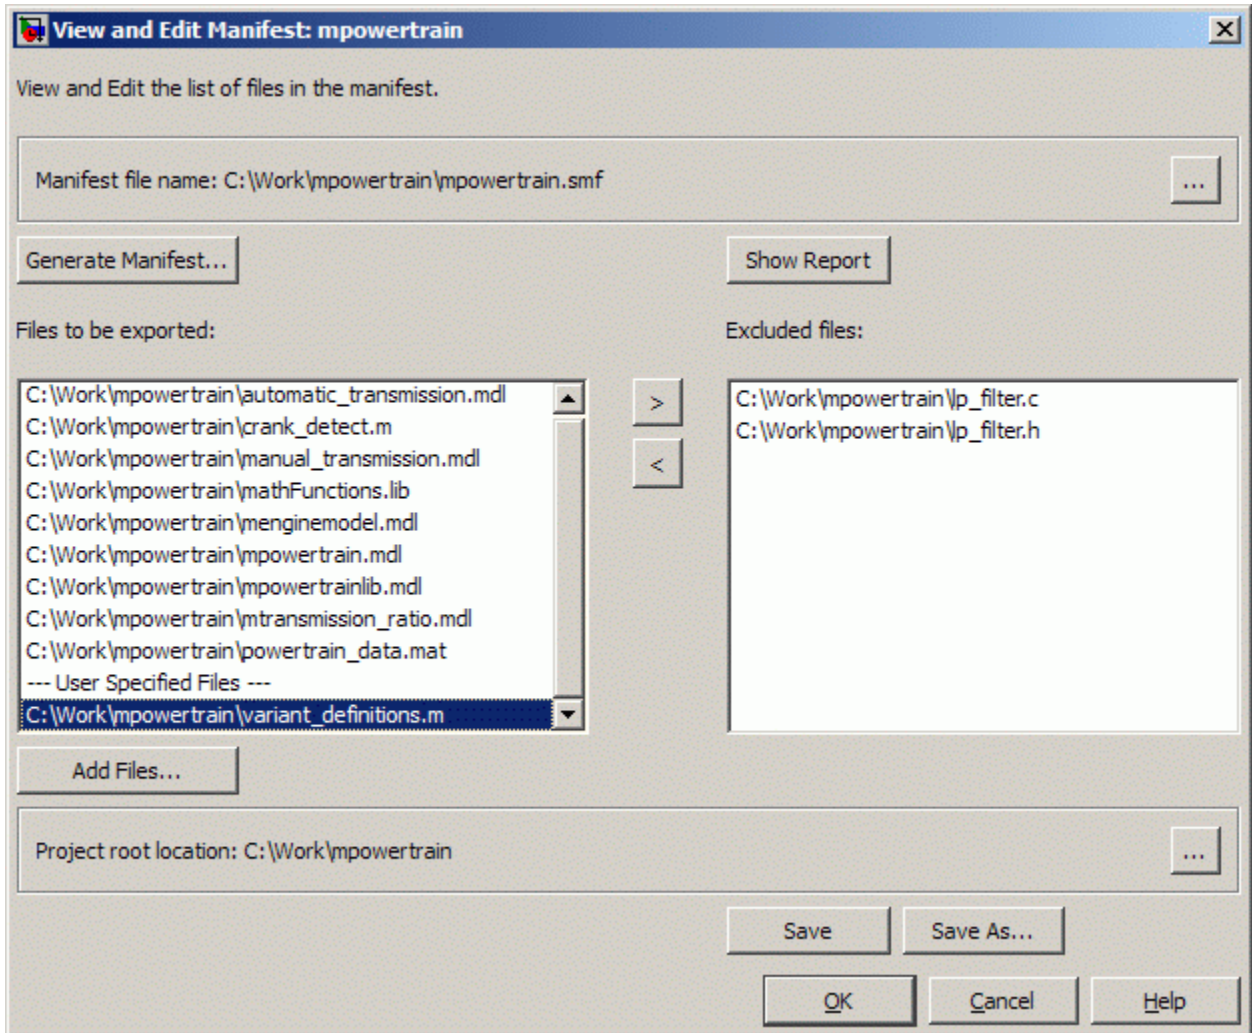 View and Edit Manifest: mpowertrain
View and Edit the list of files in the manifest.
Manifest file name: C:\Work\mpowertrain\mpowertrain.smf
...
Generate Manifest...
Show Report
Files to be exported:
Excluded files:
C:\Work\mpowertrain\automatic_transmission.mdl
C:\Work\mpowertrain\crank_detect.m
C:\Work\mpowertrain\manual_transmission.mdl
C:\Work\mpowertrain\mathFunctions.lib
C:\Work\mpowertrain\menginemodel.mdl
C:\Work\mpowertrain\mpowertrain.mdl
C:\Work\mpowertrain\mpowertrainlib.mdl
C:\Work\mpowertrain\mtransmission_ratio.mdl
C:\Work\mpowertrain\powertrain_data.mat
--- User Specified Files ---
C:\Work\mpowertrain\variant_definitions.m
>
<
C:\Work\mpowertrain\lp_filter.c
C:\Work\mpowertrain\lp_filter.h
Add Files...
Project root location: C:\Work\mpowertrain
...
Save
Save As...
OK
Cancel
Help